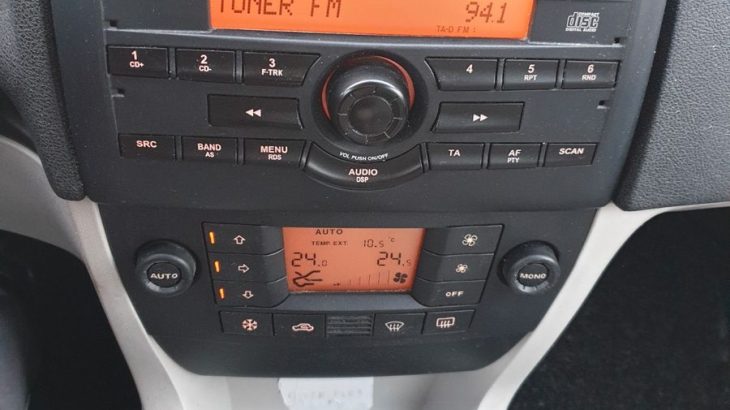 TUNER FM 94.1
TA-D FM
COMPACT
disc
DIGITAL AUDIO
1 CD+
2 CD-
3 F-TRK
4
5 RPT
6 RND
VOL PUSH ON/OFF
SRC
BAND AS
MENU RDS
AUDIO DSP
TA
AF PTY
SCAN
AUTO
TEMP EXT 10.5 °C
24.0 24.5
AUTO
MONO
OFF